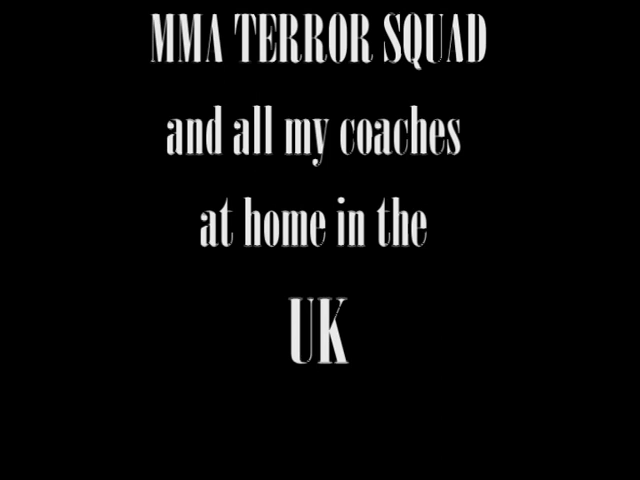 MMA TERROR SQUAD
and all my coaches
at home in the
UK